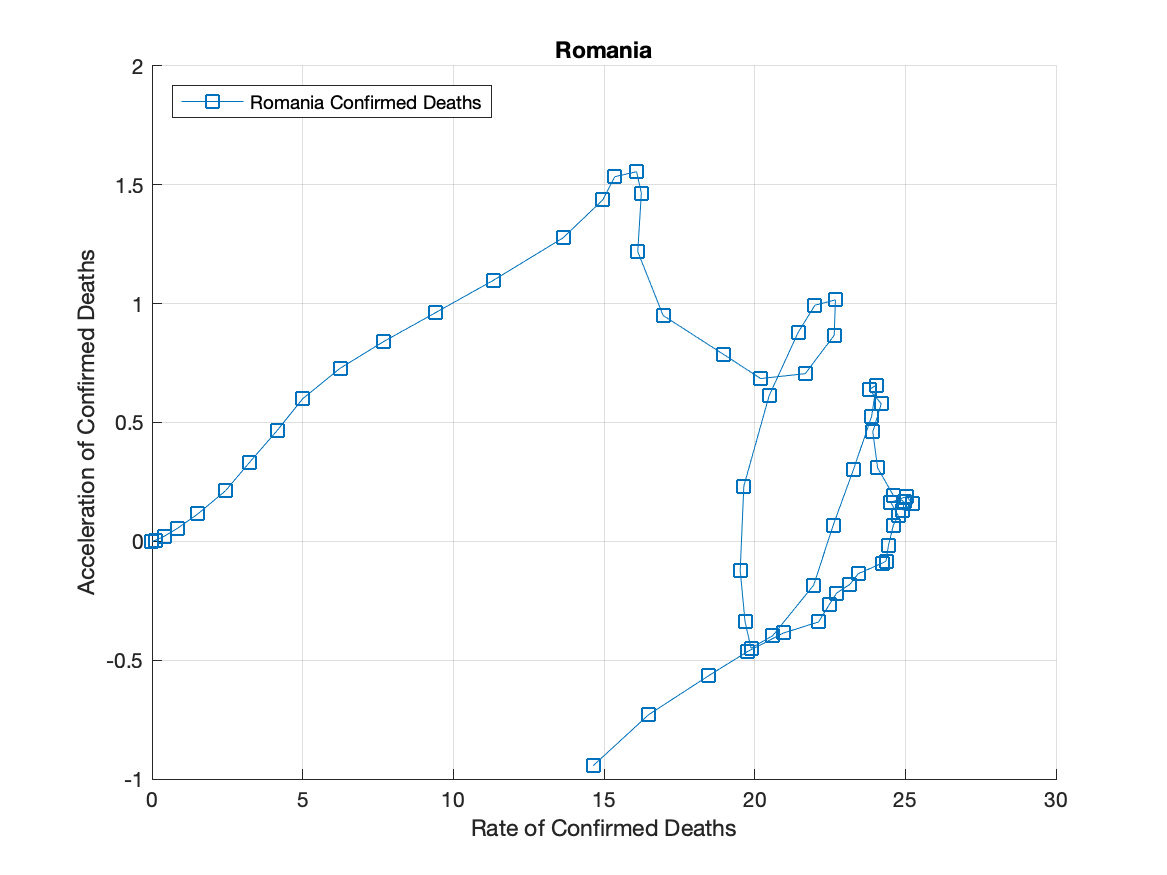 Romania
Romania Confirmed Deaths
2
1.5
1
0.5
0
-0.5
-1
Acceleration of Confirmed Deaths
0 5 10 15 20 25 30
Rate of Confirmed Deaths